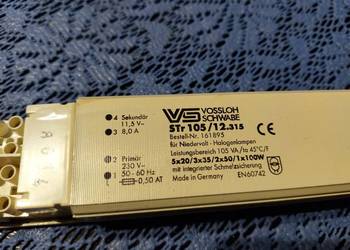 4 Sekundär
11,5 V~
3 8,0 A
2 Primär
230 V~
50 - 60 Hz
1 0,50 AT
VS VOSSLOH
SCHWABE
STr 105/12.315
Bestell-Nr. 161895
für Niedervolt - Halogenlampen
Leistungsbereich 105 VA/ta 45°C/F
5x20/3x35/2x50/1x100W
mit integrierter Schmelzsicherung
Made in Germany EN60742
CE